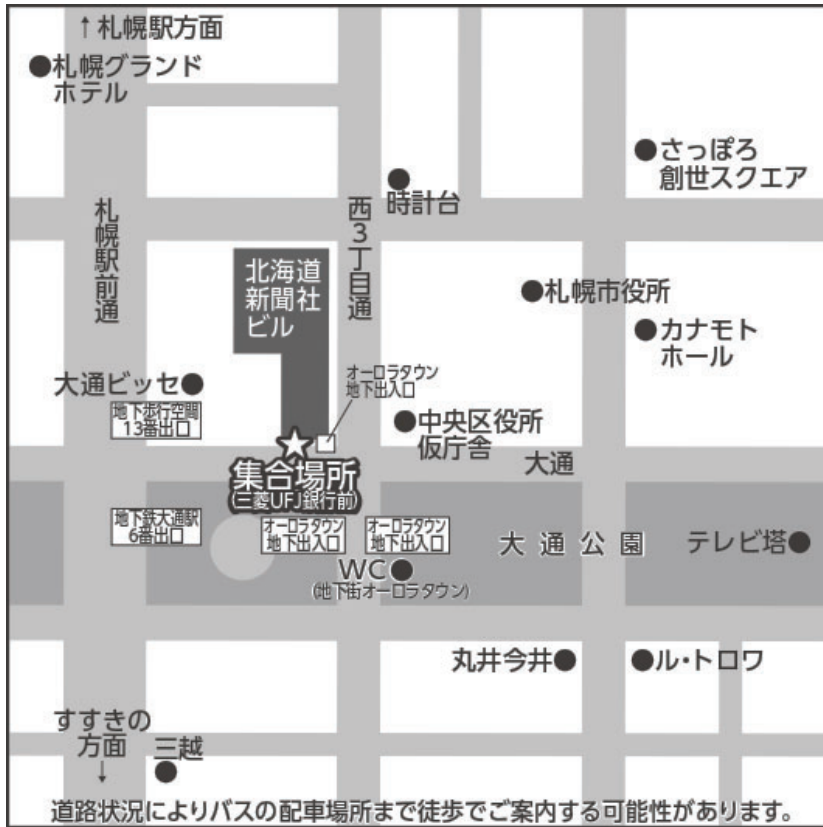 ↑札幌駅方面
●札幌グランド
ホテル
●さっぽろ
創世スクエア
時計台
札幌駅前通
西3丁目通
北海道
新聞社
ビル
●札幌市役所
●カナモト
ホール
オーロラタウン
地下出入口
大通ビッセ●
地下歩行空間
13番出口
●中央区役所
仮庁舎
大通
集合場所
(三菱UFJ銀行前)
地下鉄大通駅
6番出口
オーロラタウン
地下出入口
オーロラタウン
地下出入口
大通公園
テレビ塔●
WC●
(地下街オーロラタウン)
丸井今井●
●ル・トロワ
すすきの
方面
↓
三越
道路状況によりバスの配車場所まで徒歩でご案内する可能性があります。